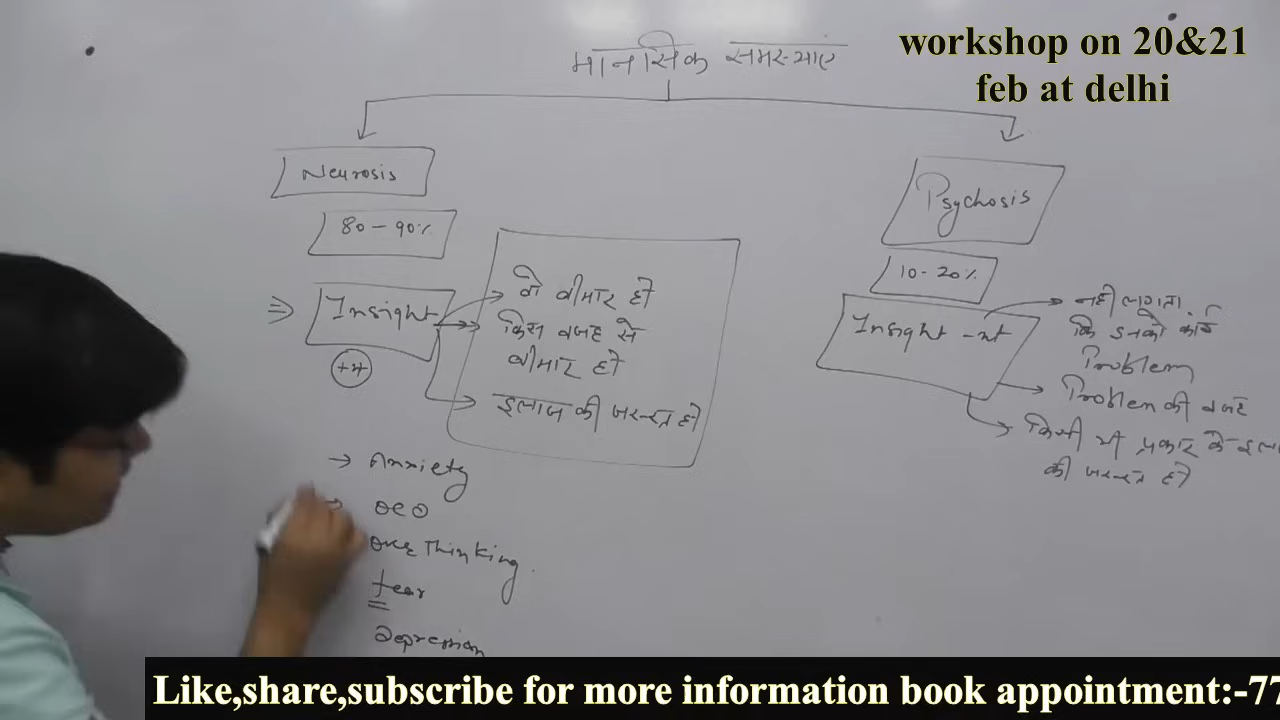 workshop on 20&21
feb at delhi
मानसिक समस्याएं
Neurosis
80 - 90%
⇒ Insight
+nt
वो बीमार हैं
किस वजह से
बीमार हैं
इलाज की जरूरत है
→ Anxiety
→ OCD
Over Thinking
fear
Depression
Psychosis
10 - 20%
Insight -nt
नहीं लगता
कि इनको कोई
Problem
Problem की वजह
किसी भी प्रकार के इला
की जरूरत है
Like,share,subscribe for more information book appointment:-77